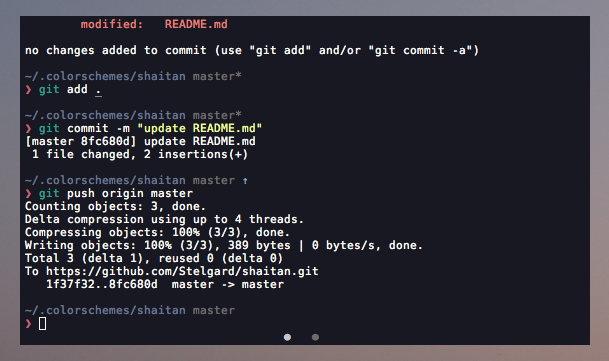 modified:   README.md
no changes added to commit (use "git add" and/or "git commit -a")
~/.colorschemes/shaitan master*
❯ git add .
~/.colorschemes/shaitan master*
❯ git commit -m "update README.md"
[master 8fc680d] update README.md
 1 file changed, 2 insertions(+)
~/.colorschemes/shaitan master ↑
❯ git push origin master
Counting objects: 3, done.
Delta compression using up to 4 threads.
Compressing objects: 100% (3/3), done.
Writing objects: 100% (3/3), 389 bytes | 0 bytes/s, done.
Total 3 (delta 1), reused 0 (delta 0)
To https://github.com/Stelgard/shaitan.git
   1f37f32..8fc680d  master -> master
~/.colorschemes/shaitan master
❯